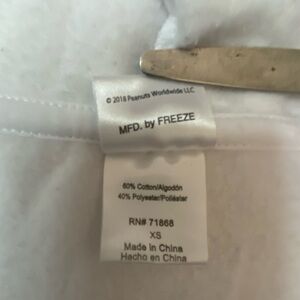 © 2018 Peanuts Worldwide LLC
MFD. by FREEZE
60% Cotton/Algodón
40% Polyester/Poliéster
RN# 71868
XS
Made in China
Hecho en China